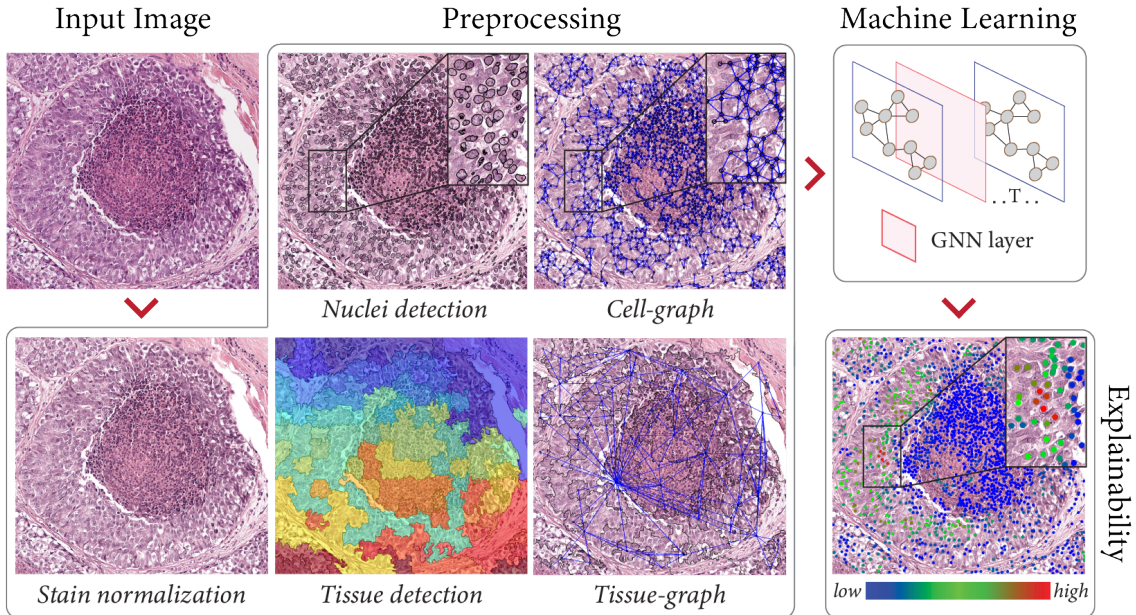 Input Image
Preprocessing
Machine Learning
Nuclei detection
Cell-graph
..T..
GNN layer
Stain normalization
Tissue detection
Tissue-graph
low
high
Explainability